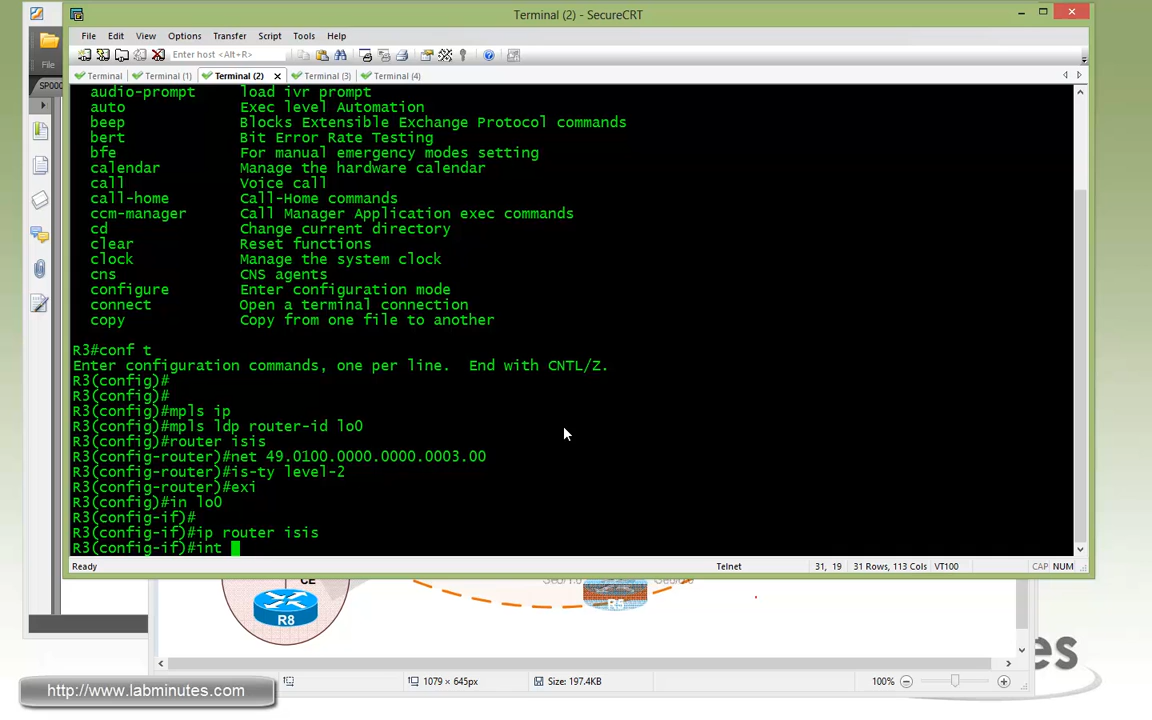 Terminal (2) - SecureCRT
File Edit View Options Transfer Script Tools Help
Enter host <Alt+R>
File
Terminal Terminal (1) Terminal (2) Terminal (3) Terminal (4)
SP000
audio-prompt load ivr prompt
auto Exec level Automation
beep Blocks Extensible Exchange Protocol commands
bert Bit Error Rate Testing
bfe For manual emergency modes setting
calendar Manage the hardware calendar
call Voice call
call-home Call-Home commands
ccm-manager Call Manager Application exec commands
cd Change current directory
clear Reset functions
clock Manage the system clock
cns CNS agents
configure Enter configuration mode
connect Open a terminal connection
copy Copy from one file to another
R3#conf t
Enter configuration commands, one per line. End with CNTL/Z.
R3(config)#
R3(config)#
R3(config)#mpls ip
R3(config)#mpls ldp router-id lo0
R3(config)#router isis
R3(config-router)#net 49.0100.0000.0000.0003.00
R3(config-router)#is-ty level-2
R3(config-router)#exi
R3(config)#in lo0
R3(config-if)#
R3(config-if)#ip router isis
R3(config-if)#int
Ready Telnet 31, 19 31 Rows, 113 Cols VT100 CAP NUM
CE
R8
es
1079 × 645px Size: 197.4KB 100%
http://www.labminutes.com